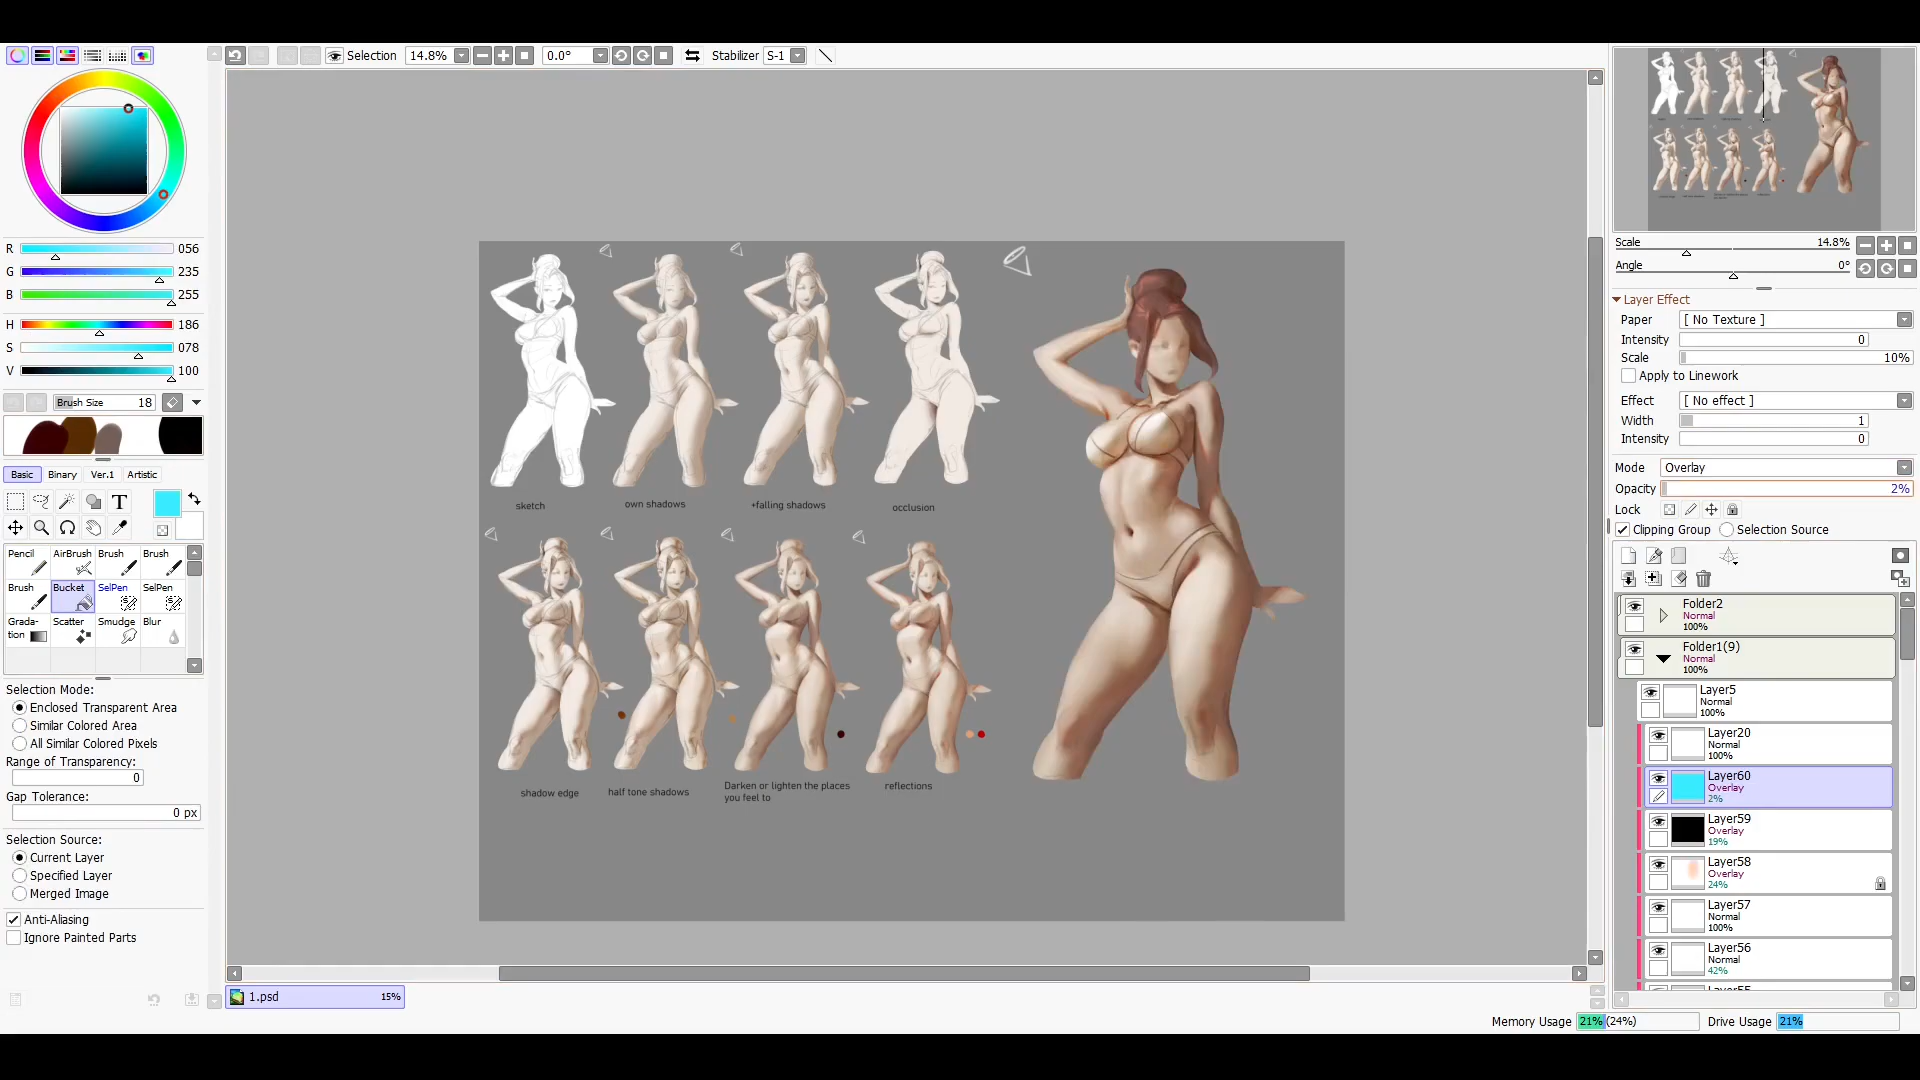 Selection 14.8% 0.0° Stabilizer S-1
R 056
G 235
B 255
H 186
S 078
V 100
Brush Size 18
Basic Binary Ver.1 Artistic
T
Pencil AirBrush Brush Brush
Brush Bucket SelPen SelPen
Grada-tion Scatter Smudge Blur
Selection Mode:
Enclosed Transparent Area
Similar Colored Area
All Similar Colored Pixels
Range of Transparency:
0
Gap Tolerance:
0 px
Selection Source:
Current Layer
Specified Layer
Merged Image
Anti-Aliasing
Ignore Painted Parts
sketch
own shadows
+falling shadows
occlusion
shadow edge
half tone shadows
Darken or lighten the places
you feel to
reflections
1.psd 15%
Scale 14.8%
Angle 0°
Layer Effect
Paper [ No Texture ]
Intensity 0
Scale 10%
Apply to Linework
Effect [ No effect ]
Width 1
Intensity 0
Mode Overlay
Opacity 2%
Lock
Clipping Group Selection Source
Folder2
Normal
100%
Folder1(9)
Normal
100%
Layer5
Normal
100%
Layer20
Normal
100%
Layer60
Overlay
2%
Layer59
Overlay
19%
Layer58
Overlay
24%
Layer57
Normal
100%
Layer56
Normal
42%
Memory Usage 21% (24%) Drive Usage 21%